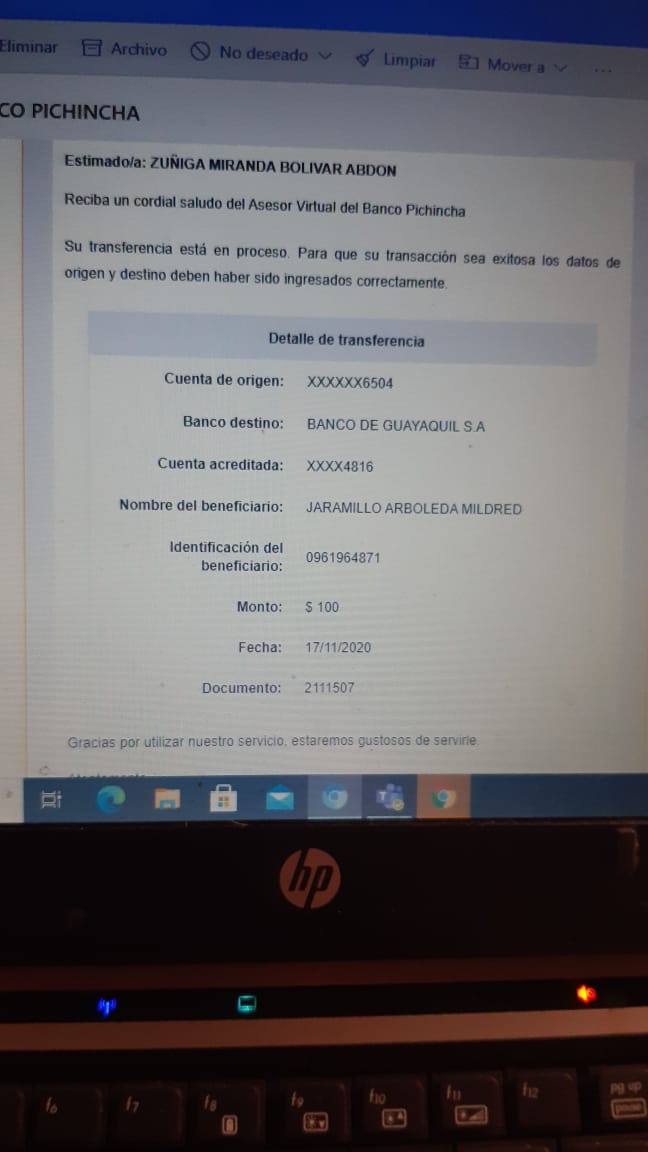 Eliminar Archivo No deseado Limpiar Mover a ...
CO PICHINCHA
Estimado/a: ZUÑIGA MIRANDA BOLIVAR ABDON
Reciba un cordial saludo del Asesor Virtual del Banco Pichincha
Su transferencia está en proceso. Para que su transacción sea exitosa los datos de
origen y destino deben haber sido ingresados correctamente.
Detalle de transferencia
Cuenta de origen: XXXXXX6504
Banco destino: BANCO DE GUAYAQUIL S.A
Cuenta acreditada: XXXX4816
Nombre del beneficiario: JARAMILLO ARBOLEDA MILDRED
Identificación del
beneficiario: 0961964871
Monto: $ 100
Fecha: 17/11/2020
Documento: 2111507
Gracias por utilizar nuestro servicio, estaremos gustosos de servirle.
hp
f6 f7 f8 f9 f10 f11 f12 pg up
pause